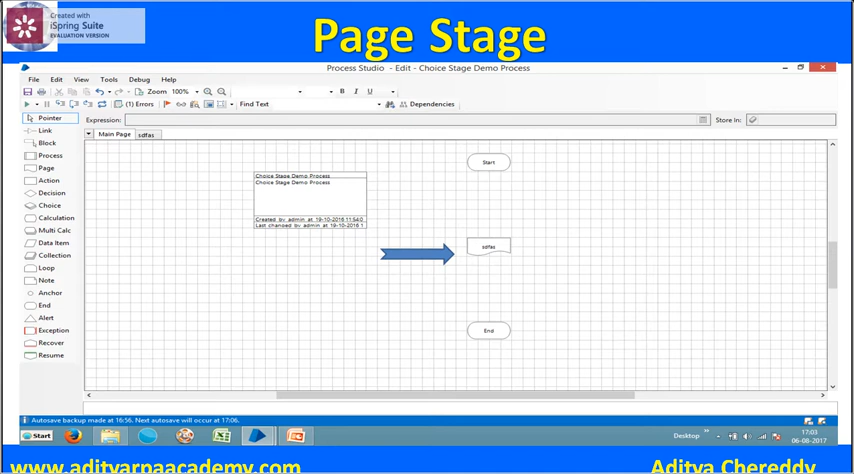 Created with
iSpring Suite
EVALUATION VERSION
Page Stage
Process Studio - Edit - Choice Stage Demo Process
File Edit View Tools Debug Help
Zoom 100% B I U
(1) Errors Find Text Dependencies
Expression: Store In:
Pointer
Link
Block
Process
Page
Action
Decision
Choice
Calculation
Multi Calc
Data Item
Collection
Loop
Note
Anchor
End
Alert
Exception
Recover
Resume
Main Page sdfas
Start
Choice Stage Demo Process
Choice Stage Demo Process
Created by admin at 19-10-2016 11:54:0
Last changed by admin at 19-10-2016 1
sdfas
End
Autosave backup made at 16:56. Next autosave will occur at 17:06.
Start Desktop 17:03
06-08-2017
www.adityarpaacademy.com Aditya Chereddy